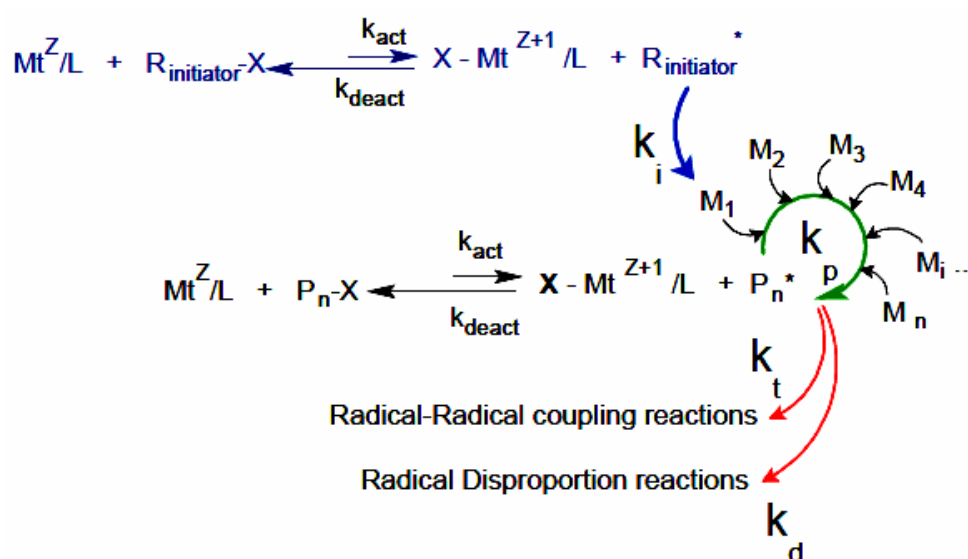 Mt^Z/L + R_initiator-X k_act k_deact X - Mt^Z+1/L + R_initiator*
k_i
M_1 M_2 M_3 M_4 M_i -- M_n
k_p
Mt^Z/L + P_n-X k_act k_deact X - Mt^Z+1/L + P_n*
k_t
Radical-Radical coupling reactions
Radical Disproportion reactions
k_d